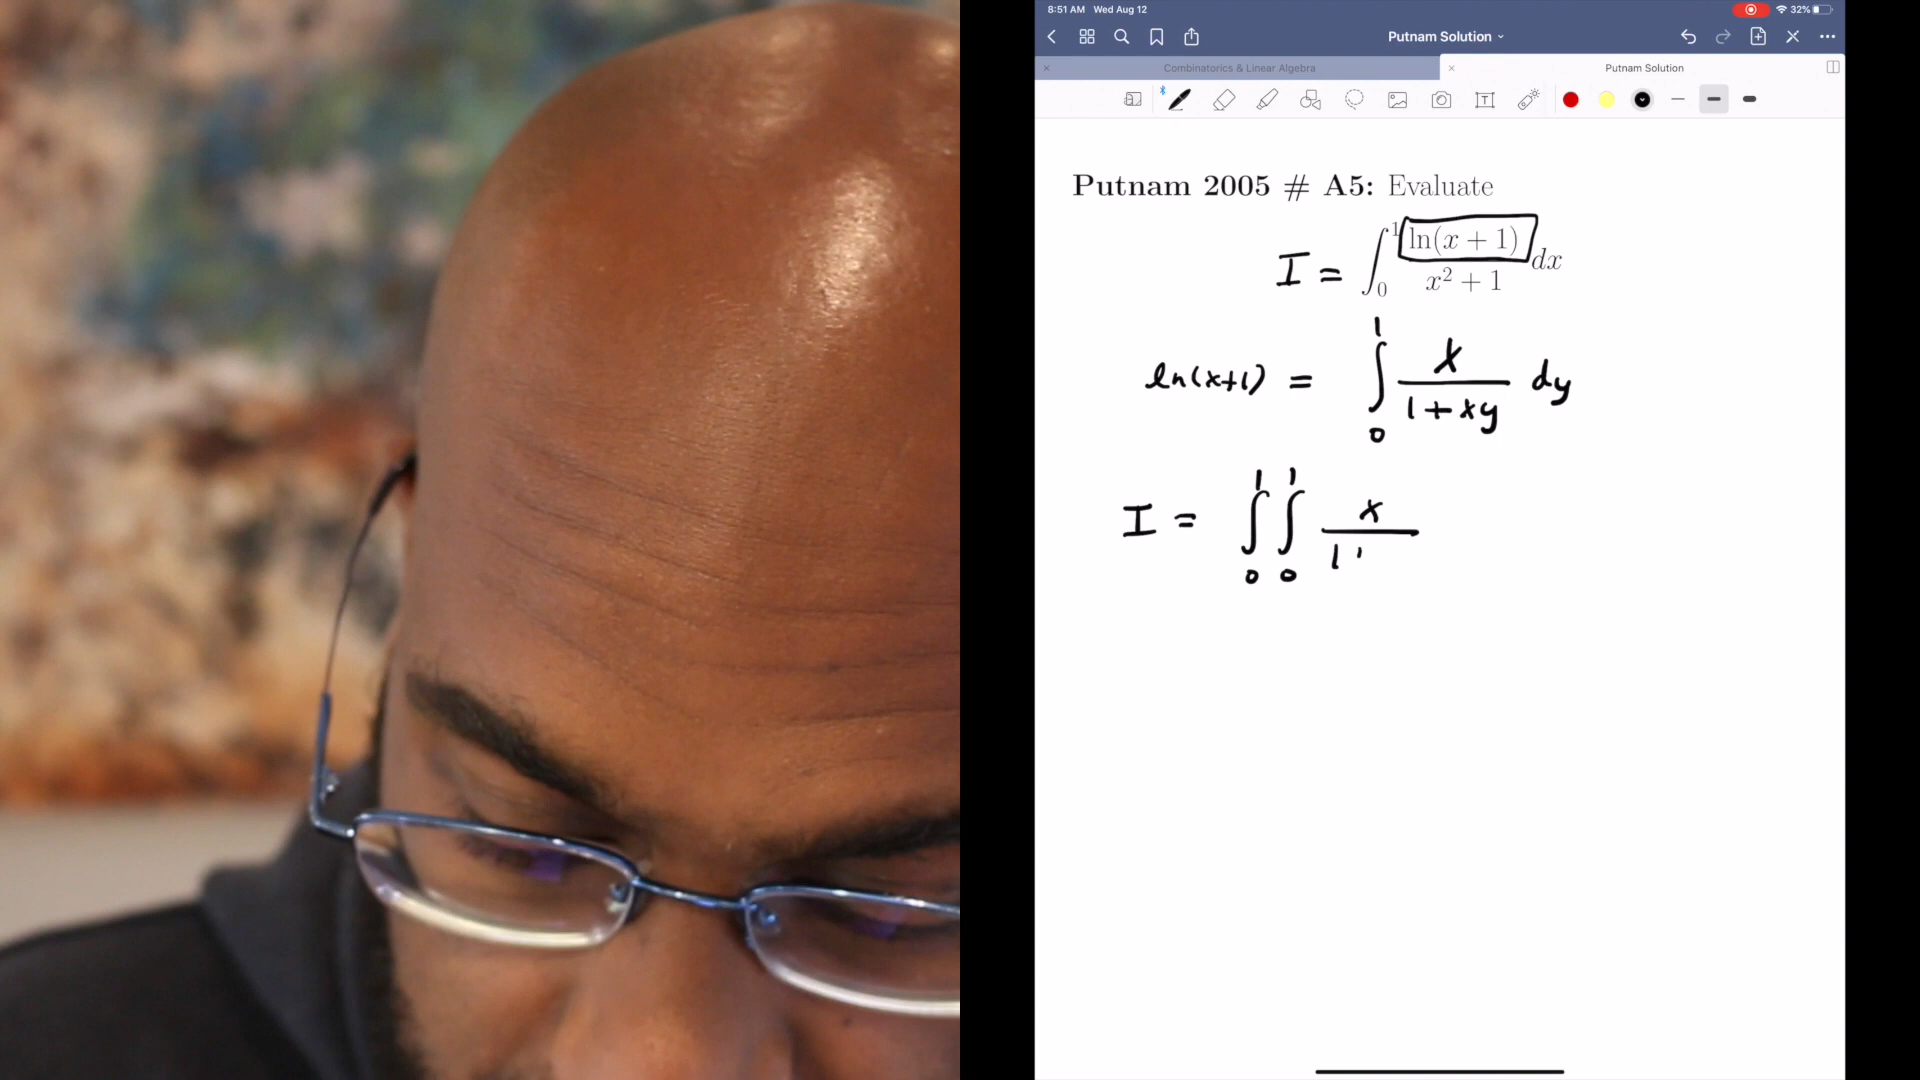 8:51 AM Wed Aug 12
32%
Putnam Solution
Combinatorics & Linear Algebra
Putnam Solution
Putnam 2005 # A5: Evaluate
I = ∫₀¹ ln(x + 1) / (x² + 1) dx
ln(x+1) = ∫₀¹ x / (1+xy) dy
I = ∫₀¹ ∫₀¹ x / 1